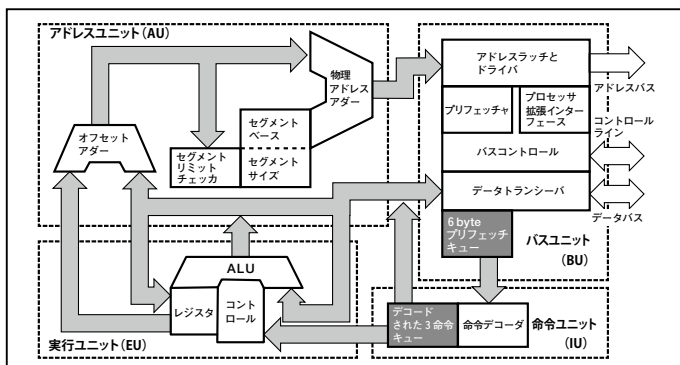 アドレスユニット(AU)
物理
アドレス
アダー
アドレスラッチと
ドライバ
アドレスバス
プリフェッチャ
プロセッサ
拡張インター
フェース
コントロール
ライン
オフセット
アダー
セグメント
ベース
セグメント
リミット
チェッカ
セグメント
サイズ
バスコントロール
データトランシーバ
データバス
6 byte
プリフェッチ
キュー
バスユニット
(BU)
ALU
レジスタ
コント
ロール
実行ユニット(EU)
デコード
された3命令
キュー
命令デコーダ
命令ユニット
(IU)